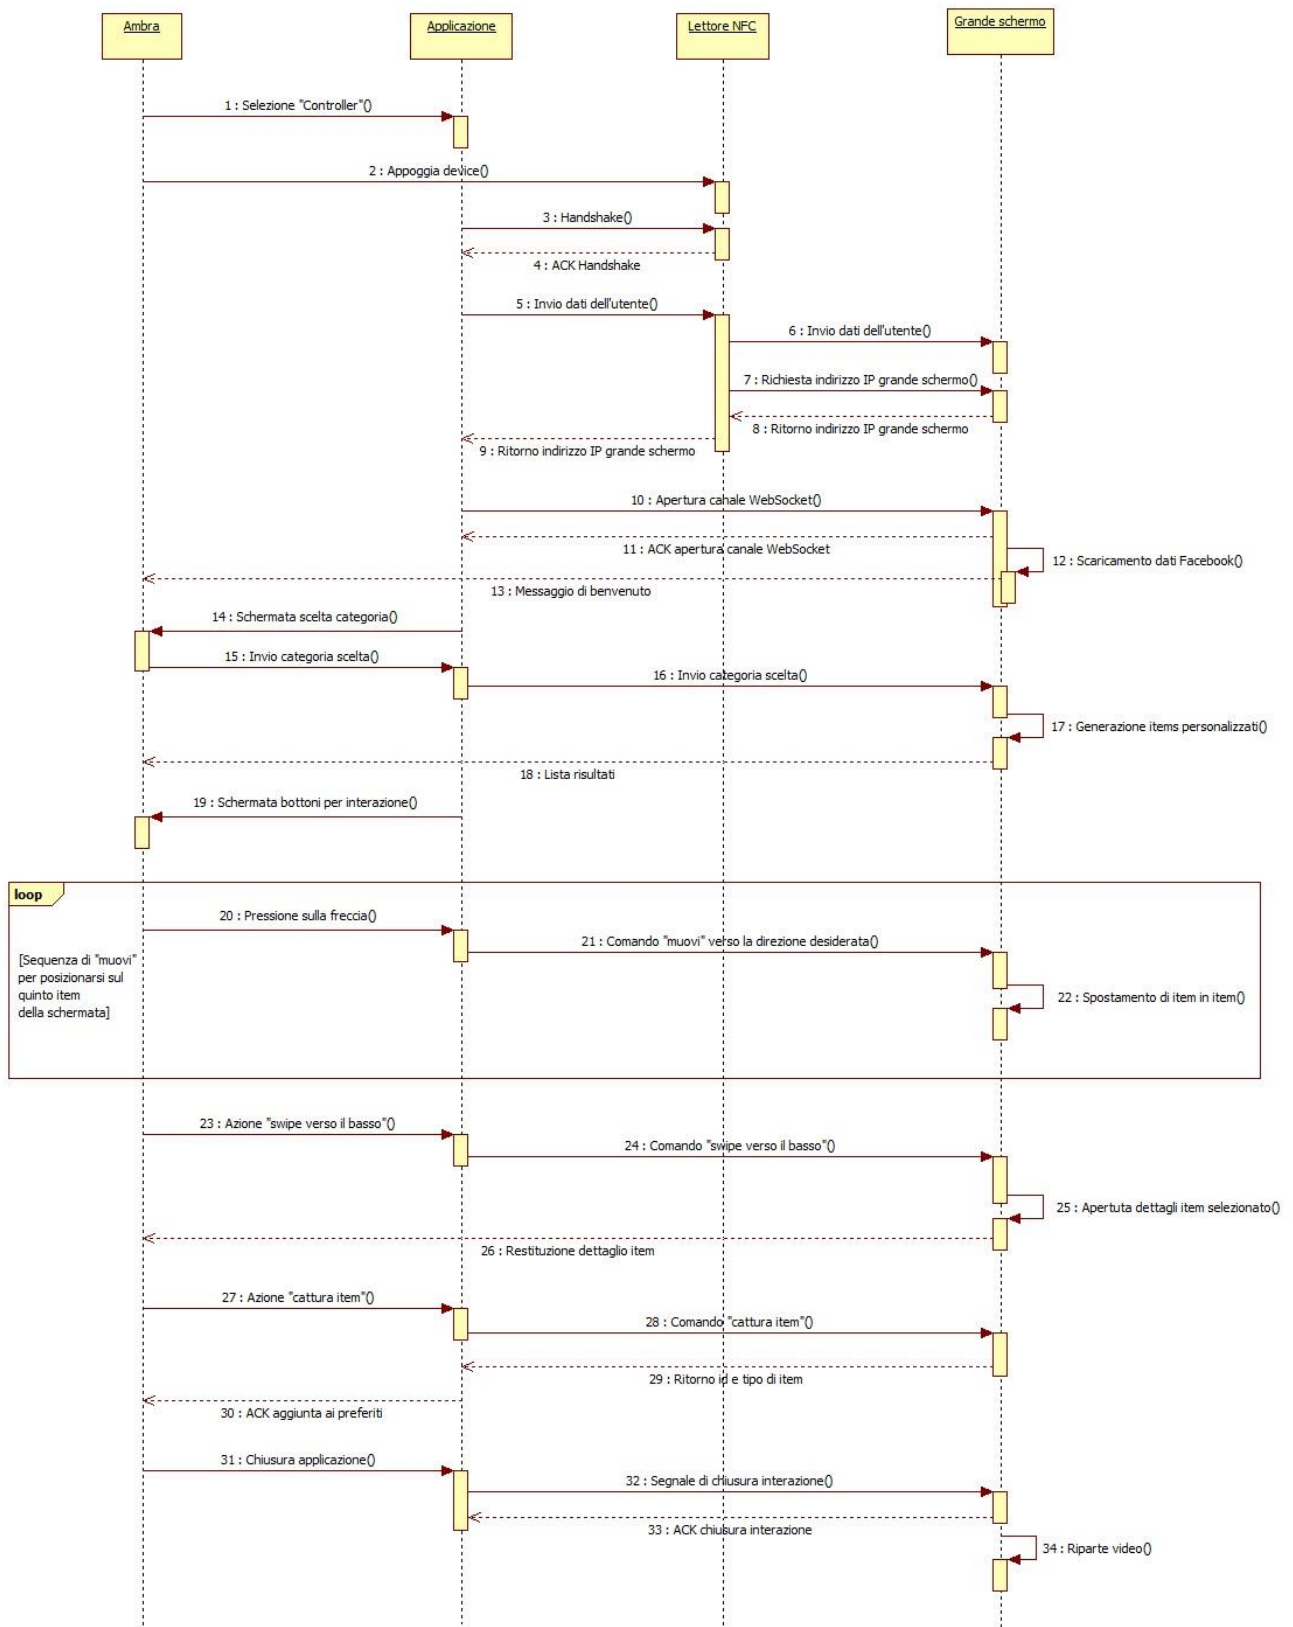 Ambra
Applicazione
Lettore NFC
Grande schermo
1 : Selezione "Controller"()
2 : Appoggia device()
3 : Handshake()
4 : ACK Handshake
5 : Invio dati dell'utente()
6 : Invio dati dell'utente()
7 : Richiesta indirizzo IP grande schermo()
8 : Ritorno indirizzo IP grande schermo
9 : Ritorno indirizzo IP grande schermo
10 : Apertura canale WebSocket()
11 : ACK apertura canale WebSocket
12 : Scaricamento dati Facebook()
13 : Messaggio di benvenuto
14 : Schermata scelta categoria()
15 : Invio categoria scelta()
16 : Invio categoria scelta()
17 : Generazione items personalizzati()
18 : Lista risultati
19 : Schermata bottoni per interazione()
loop
20 : Pressione sulla freccia()
21 : Comando "muovi" verso la direzione desiderata()
[Sequenza di "muovi"
per posizionarsi sul
quinto item
della schermata]
22 : Spostamento di item in item()
23 : Azione "swipe verso il basso"()
24 : Comando "swipe verso il basso"()
25 : Apertuta dettagli item selezionato()
26 : Restituzione dettaglio item
27 : Azione "cattura item"()
28 : Comando "cattura item"()
29 : Ritorno id e tipo di item
30 : ACK aggiunta ai preferiti
31 : Chiusura applicazione()
32 : Segnale di chiusura interazione()
33 : ACK chiusura interazione
34 : Riparte video()